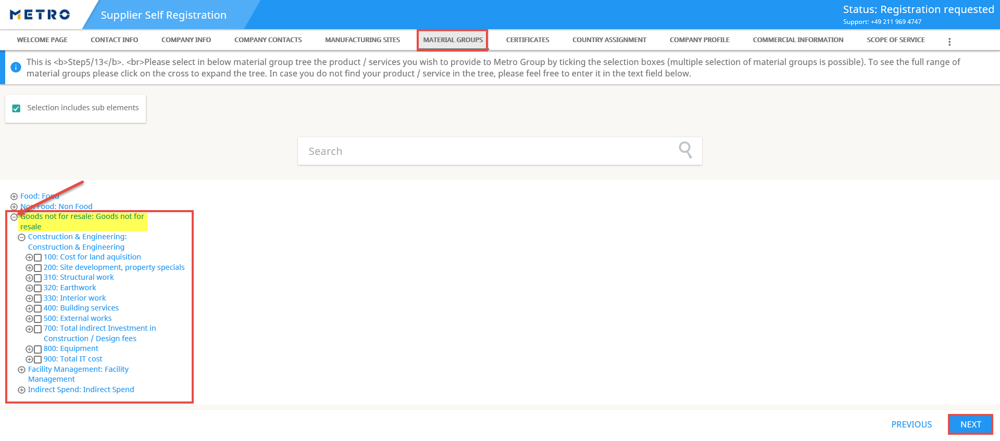 METRO
Supplier Self Registration
Status: Registration requested
Support: +49 211 969 4747
WELCOME PAGE
CONTACT INFO
COMPANY INFO
COMPANY CONTACTS
MANUFACTURING SITES
MATERIAL GROUPS
CERTIFICATES
COUNTRY ASSIGNMENT
COMPANY PROFILE
COMMERCIAL INFORMATION
SCOPE OF SERVICE
This is <b>Step5/13</b>. <br>Please select in below material group tree the product / services you wish to provide to Metro Group by ticking the selection boxes (multiple selection of material groups is possible). To see the full range of
material groups please click on the cross to expand the tree. In case you do not find your product / service in the tree, please feel free to enter it in the text field below.
Selection includes sub elements
Search
Food: Food
Non Food: Non Food
Goods not for resale: Goods not for
resale
Construction & Engineering:
Construction & Engineering
100: Cost for land aquisition
200: Site development, property specials
310: Structural work
320: Earthwork
330: Interior work
400: Building services
500: External works
700: Total indirect Investment in
Construction / Design fees
800: Equipment
900: Total IT cost
Facility Management: Facility
Management
Indirect Spend: Indirect Spend
PREVIOUS
NEXT